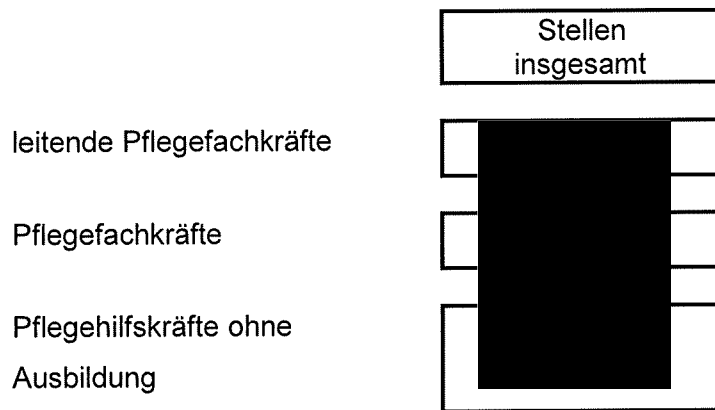 Stellen
insgesamt
leitende Pflegefachkräfte
Pflegefachkräfte
Pflegehilfskräfte ohne
Ausbildung